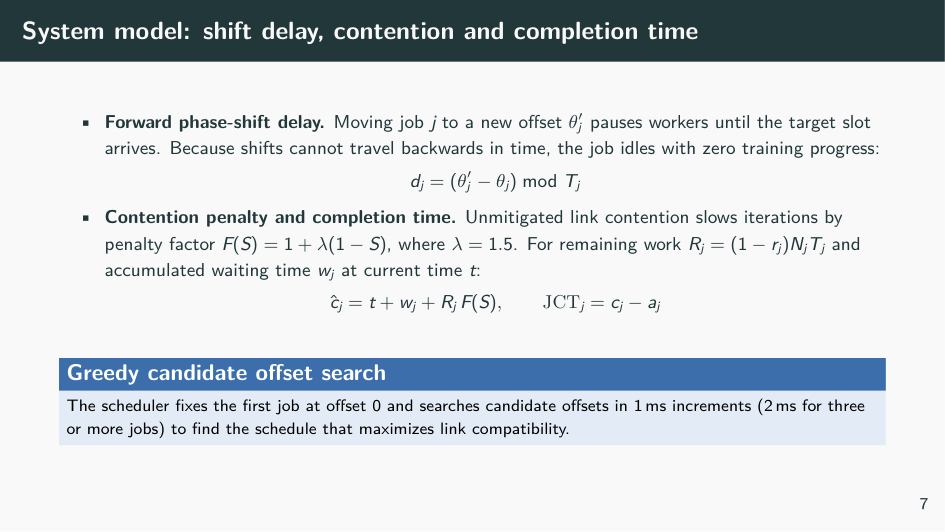 System model: shift delay, contention and completion time
▪ Forward phase-shift delay. Moving job j to a new offset θ′ⱼ pauses workers until the target slot
arrives. Because shifts cannot travel backwards in time, the job idles with zero training progress:
dⱼ = (θ′ⱼ − θⱼ) mod Tⱼ
▪ Contention penalty and completion time. Unmitigated link contention slows iterations by
penalty factor F(S) = 1 + λ(1 − S), where λ = 1.5. For remaining work Rⱼ = (1 − rⱼ)NⱼTⱼ and
accumulated waiting time wⱼ at current time t:
ĉⱼ = t + wⱼ + Rⱼ F(S), JCTⱼ = cⱼ − aⱼ
Greedy candidate offset search
The scheduler fixes the first job at offset 0 and searches candidate offsets in 1 ms increments (2 ms for three
or more jobs) to find the schedule that maximizes link compatibility.
7